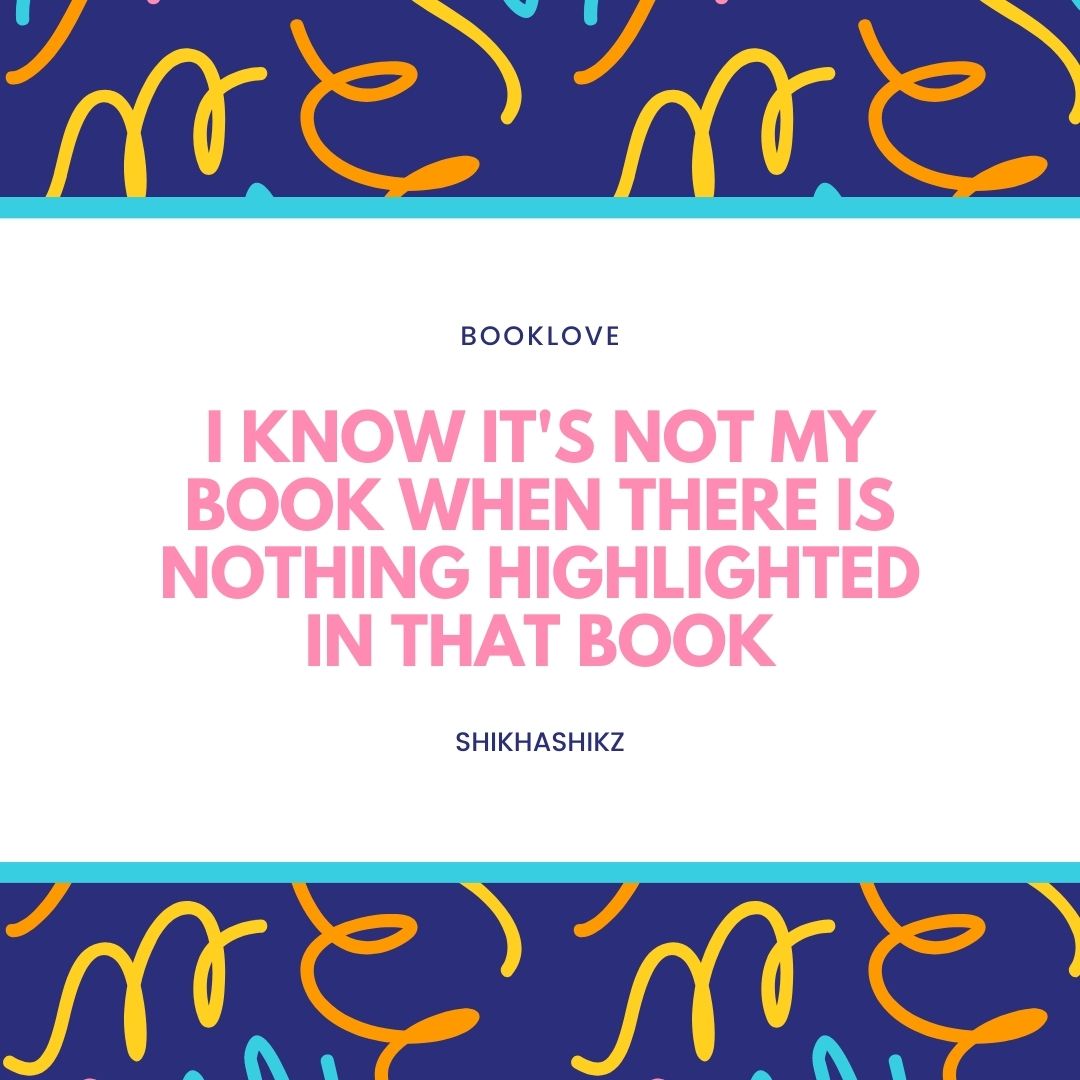 BOOKLOVE
I KNOW IT'S NOT MY
BOOK WHEN THERE IS
NOTHING HIGHLIGHTED
IN THAT BOOK
SHIKHASHIKZ